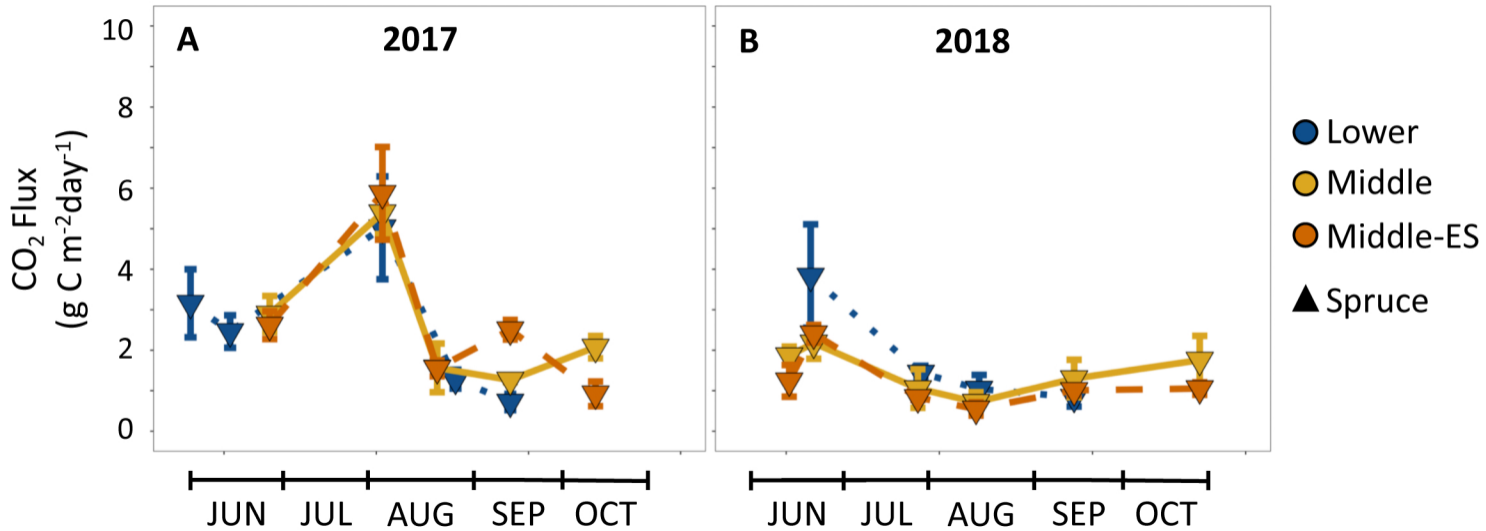 A 2017
B 2018
10
8
6
4
2
0
CO2 Flux
(g C m-2day-1)
JUN JUL AUG SEP OCT
JUN JUL AUG SEP OCT
Lower
Middle
Middle-ES
Spruce